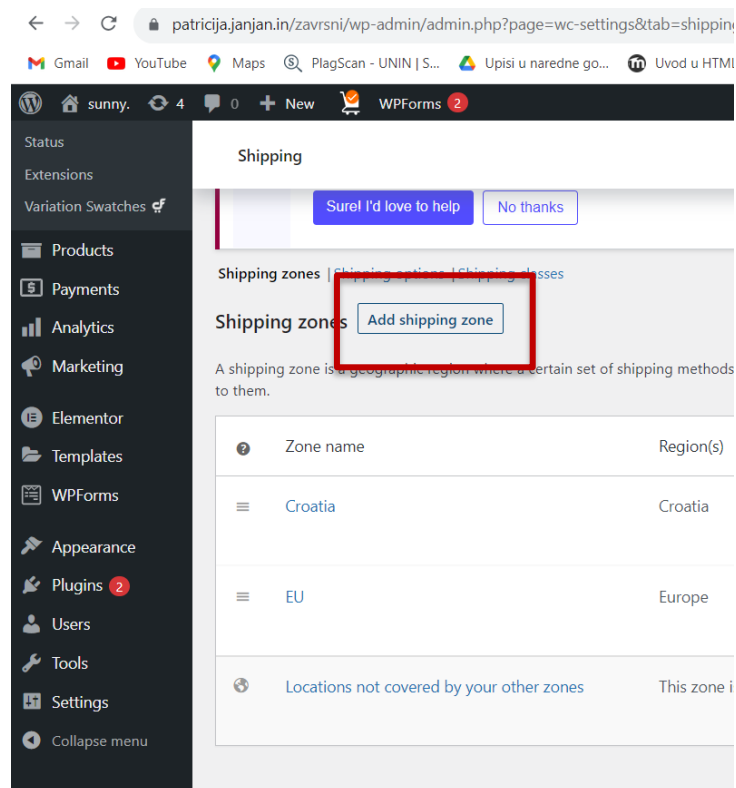 patricija.janjan.in/zavrsni/wp-admin/admin.php?page=wc-settings&tab=shipping
Gmail YouTube Maps PlagScan - UNIN | S... Upisi u naredne go... Uvod u HTML
sunny. 4 0 + New WPForms 2
Status
Extensions
Variation Swatches
Products
Payments
Analytics
Marketing
Elementor
Templates
WPForms
Appearance
Plugins 2
Users
Tools
Settings
Collapse menu
Shipping
Sure! I'd love to help No thanks
Shipping zones | Shipping options | Shipping classes
Shipping zones Add shipping zone
A shipping zone is a geographic region where a certain set of shipping methods
to them.
Zone name Region(s)
Croatia Croatia
EU Europe
Locations not covered by your other zones This zone i